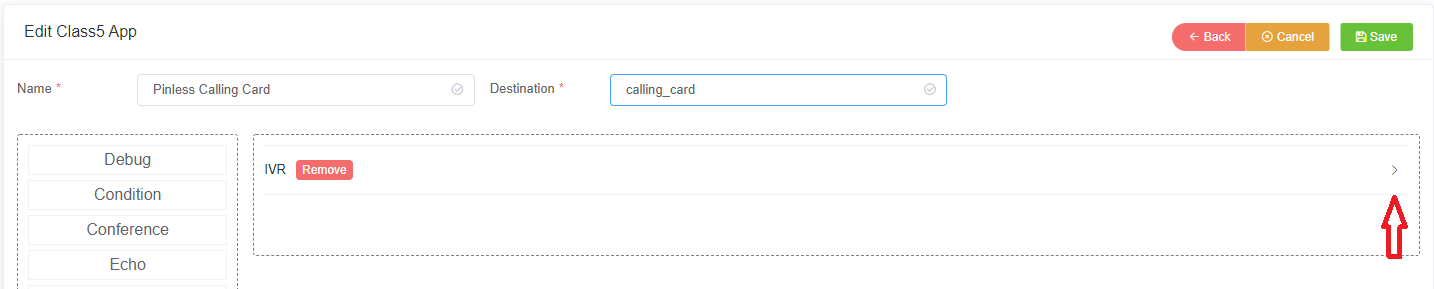 Edit Class5 App
Back
Cancel
Save
Name *
Pinless Calling Card
Destination *
calling_card
Debug
Condition
Conference
Echo
IVR
Remove